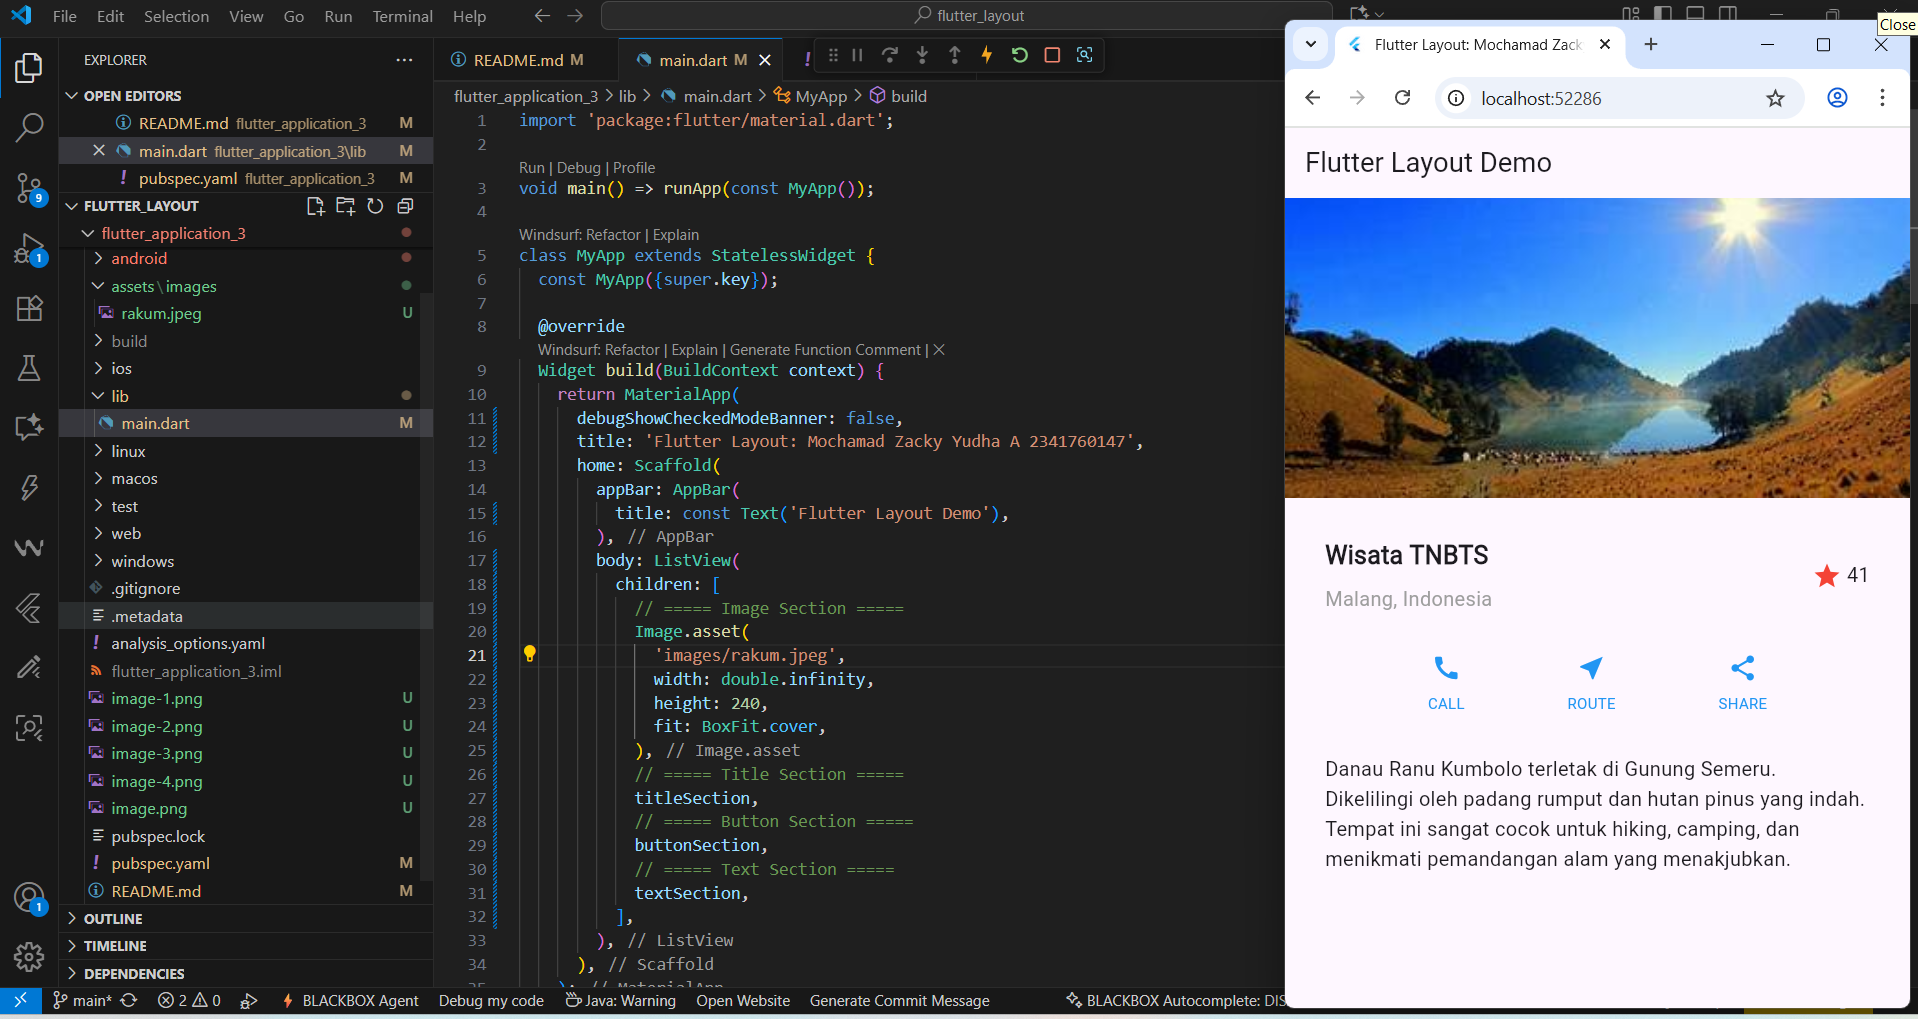 File Edit Selection View Go Run Terminal Help
flutter_layout
Close
EXPLORER
OPEN EDITORS
README.md flutter_application_3 M
main.dart flutter_application_3\lib M
! pubspec.yaml flutter_application_3 M
FLUTTER_LAYOUT
flutter_application_3
android
assets\images
rakum.jpeg U
build
ios
lib
main.dart M
linux
macos
test
web
windows
.gitignore
.metadata
! analysis_options.yaml
flutter_application_3.iml
image-1.png U
image-2.png U
image-3.png U
image-4.png U
image.png U
pubspec.lock
! pubspec.yaml M
README.md M
OUTLINE
TIMELINE
DEPENDENCIES
9
1
1
README.md M
main.dart M
!
flutter_application_3 > lib > main.dart > MyApp > build
1 import 'package:flutter/material.dart';
2
Run | Debug | Profile
3 void main() => runApp(const MyApp());
4
Windsurf: Refactor | Explain
5 class MyApp extends StatelessWidget {
6 const MyApp({super.key});
7
8 @override
Windsurf: Refactor | Explain | Generate Function Comment | ×
9 Widget build(BuildContext context) {
10 return MaterialApp(
11 debugShowCheckedModeBanner: false,
12 title: 'Flutter Layout: Mochamad Zacky Yudha A 2341760147',
13 home: Scaffold(
14 appBar: AppBar(
15 title: const Text('Flutter Layout Demo'),
16 ), // AppBar
17 body: ListView(
18 children: [
19 // ===== Image Section =====
20 Image.asset(
21 'images/rakum.jpeg',
22 width: double.infinity,
23 height: 240,
24 fit: BoxFit.cover,
25 ), // Image.asset
26 // ===== Title Section =====
27 titleSection,
28 // ===== Button Section =====
29 buttonSection,
30 // ===== Text Section =====
31 textSection,
32 ],
33 ), // ListView
34 ), // Scaffold
35 ); // MaterialApp
main* 2 0 BLACKBOX Agent Debug my code Java: Warning Open Website Generate Commit Message BLACKBOX Autocomplete: DIS
Flutter Layout: Mochamad Zack
localhost:52286
Flutter Layout Demo
Wisata TNBTS
Malang, Indonesia
41
CALL ROUTE SHARE
Danau Ranu Kumbolo terletak di Gunung Semeru.
Dikelilingi oleh padang rumput dan hutan pinus yang indah.
Tempat ini sangat cocok untuk hiking, camping, dan
menikmati pemandangan alam yang menakjubkan.